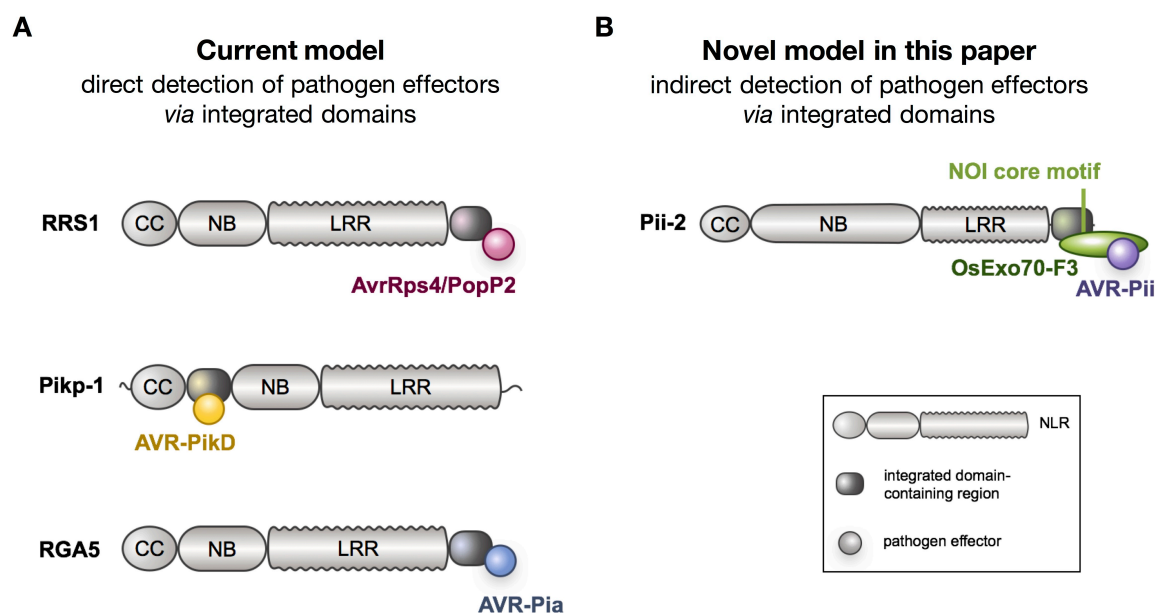 A
Current model
direct detection of pathogen effectors
via integrated domains
RRS1
CC
NB
LRR
AvrRps4/PopP2
Pikp-1
CC
NB
LRR
AVR-PikD
RGA5
CC
NB
LRR
AVR-Pia
B
Novel model in this paper
indirect detection of pathogen effectors
via integrated domains
NOI core motif
Pii-2
CC
NB
LRR
OsExo70-F3
AVR-Pii
NLR
integrated domain-
containing region
pathogen effector